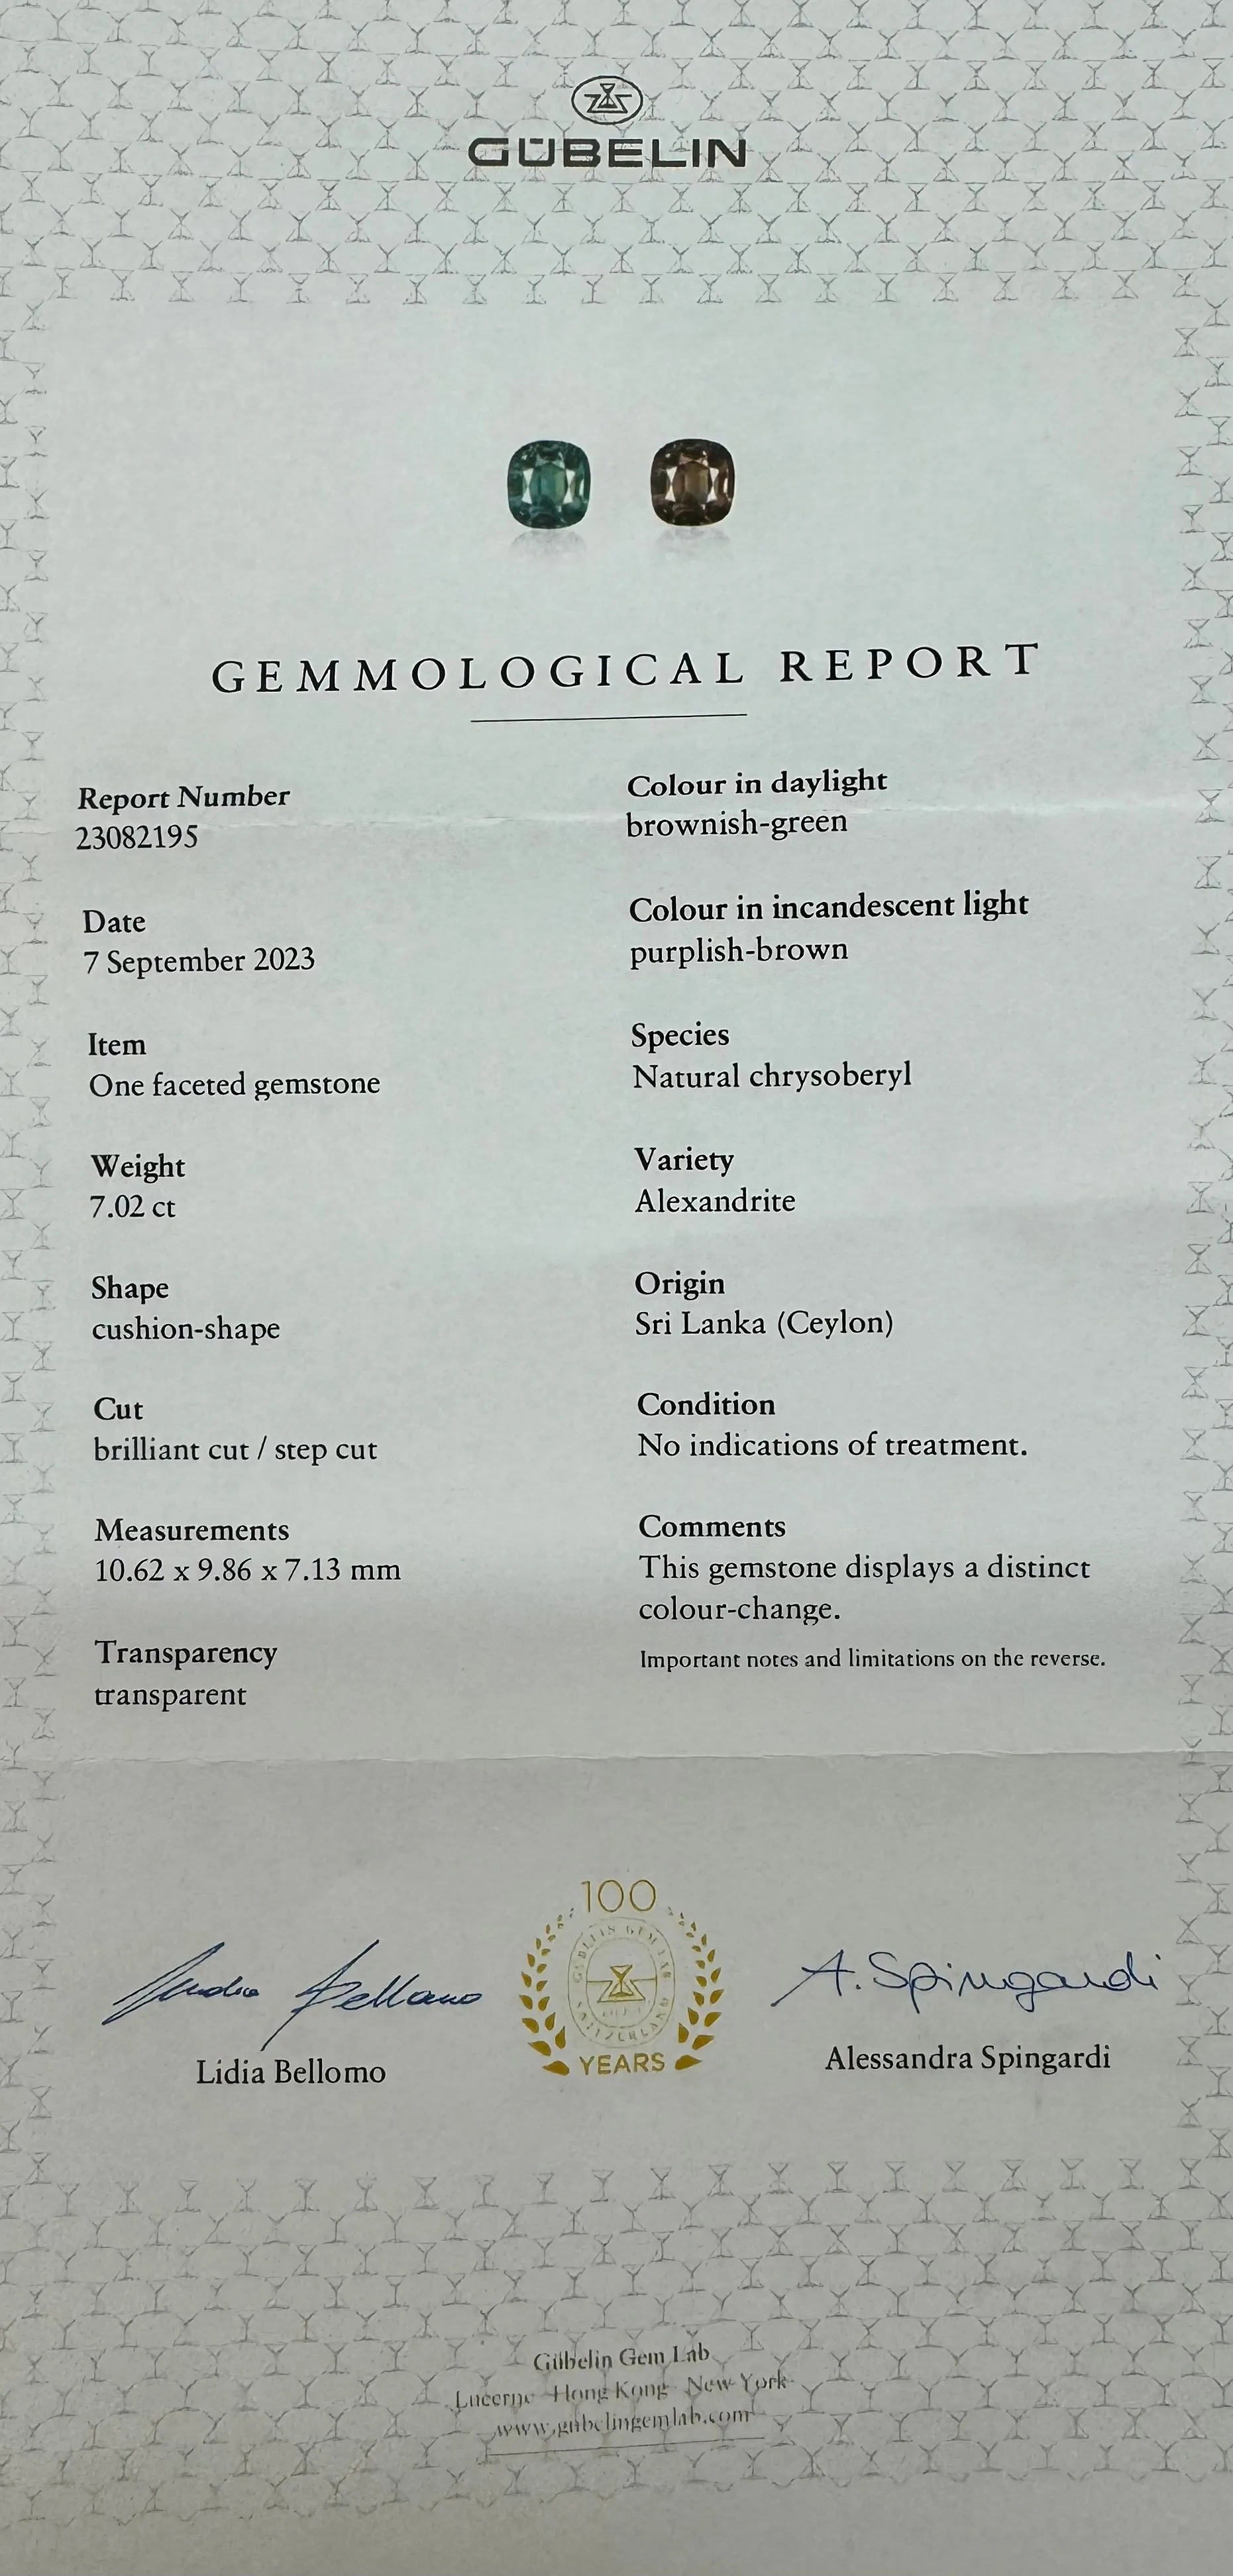 GÜBELIN
GEMMOLOGICAL REPORT
Report Number
23082195
Date
7 September 2023
Item
One faceted gemstone
Weight
7.02 ct
Shape
cushion-shape
Cut
brilliant cut / step cut
Measurements
10.62 x 9.86 x 7.13 mm
Transparency
transparent
Colour in daylight
brownish-green
Colour in incandescent light
purplish-brown
Species
Natural chrysoberyl
Variety
Alexandrite
Origin
Sri Lanka (Ceylon)
Condition
No indications of treatment.
Comments
This gemstone displays a distinct
colour-change.
Important notes and limitations on the reverse.
100
GÜBELIN GEM LAB
SWITZERLAND
YEARS
Lidia Bellomo
A. Spingardi
Alessandra Spingardi
Gübelin Gem Lab
Lucerne Hong Kong New York
www.gubelingemlab.com